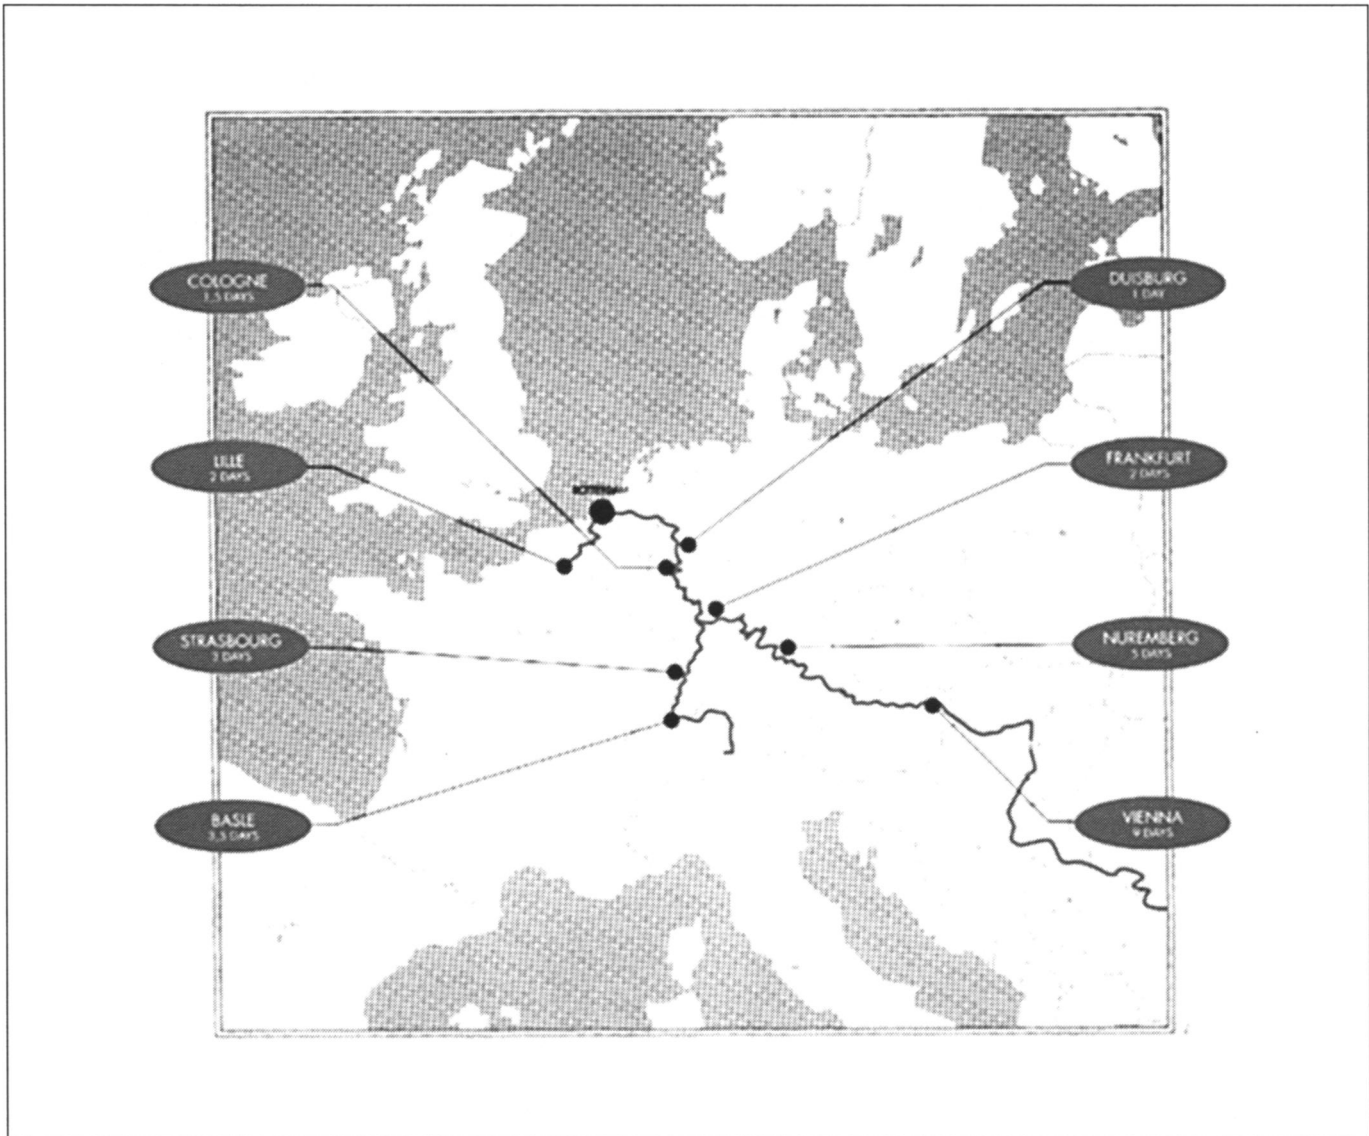 COLOGNE
1,5 DAYS
DUISBURG
1 DAY
LILLE
2 DAYS
FRANKFURT
2 DAYS
STRASBOURG
3 DAYS
NUREMBERG
5 DAYS
BASLE
3,5 DAYS
VIENNA
9 DAYS